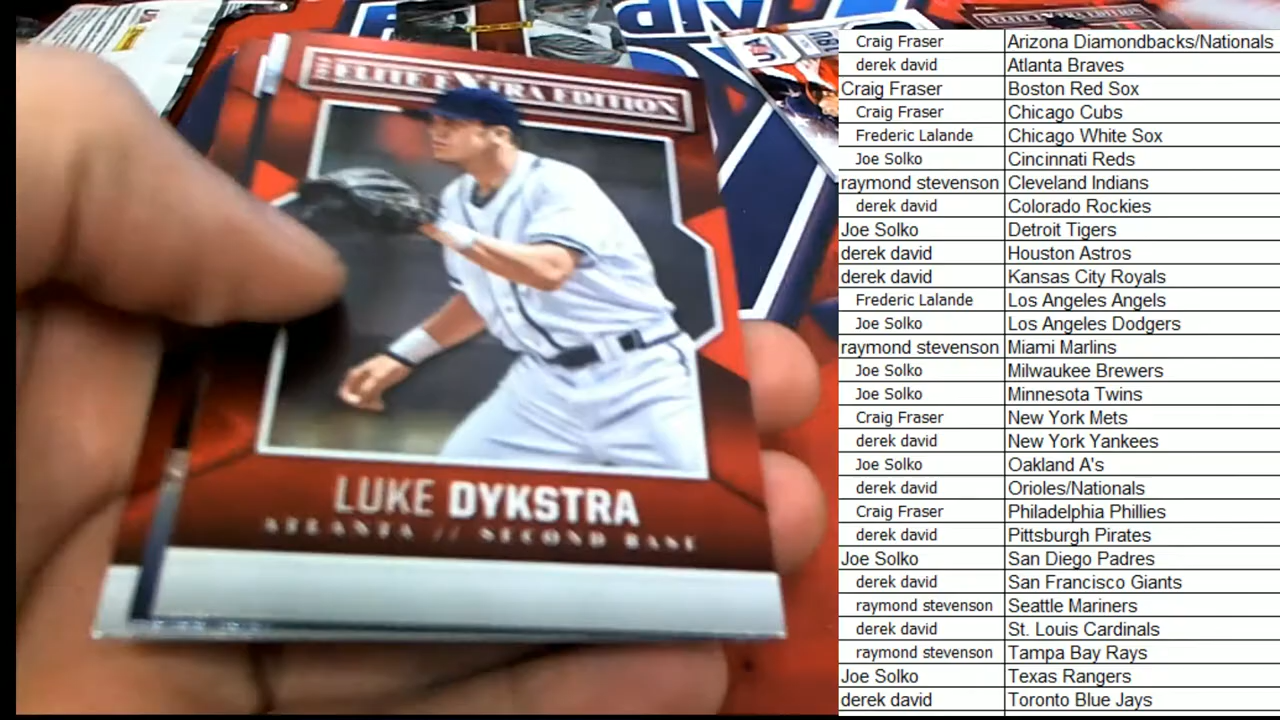 ELITE EXTRA EDITION
ELITE EXTRA EDITION
LUKE DYKSTRA
ATLANTA // SECOND BASE
Craig Fraser Arizona Diamondbacks/Nationals
derek david Atlanta Braves
Craig Fraser Boston Red Sox
Craig Fraser Chicago Cubs
Frederic Lalande Chicago White Sox
Joe Solko Cincinnati Reds
raymond stevenson Cleveland Indians
derek david Colorado Rockies
Joe Solko Detroit Tigers
derek david Houston Astros
derek david Kansas City Royals
Frederic Lalande Los Angeles Angels
Joe Solko Los Angeles Dodgers
raymond stevenson Miami Marlins
Joe Solko Milwaukee Brewers
Joe Solko Minnesota Twins
Craig Fraser New York Mets
derek david New York Yankees
Joe Solko Oakland A's
derek david Orioles/Nationals
Craig Fraser Philadelphia Phillies
derek david Pittsburgh Pirates
Joe Solko San Diego Padres
derek david San Francisco Giants
raymond stevenson Seattle Mariners
derek david St. Louis Cardinals
raymond stevenson Tampa Bay Rays
Joe Solko Texas Rangers
derek david Toronto Blue Jays